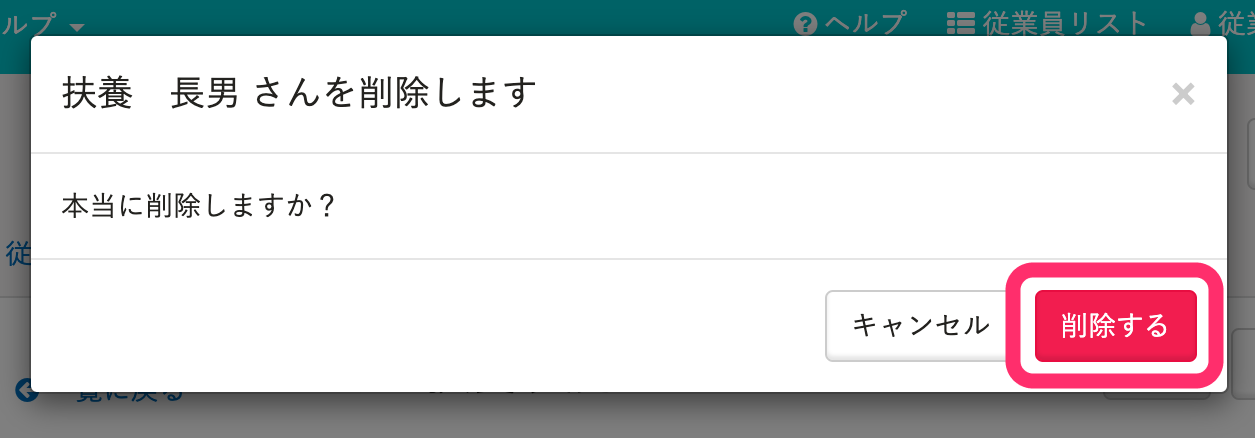 ルプ ヘルプ 従業員リスト 従業
扶養　長男 さんを削除します
×
本当に削除しますか？
従
キャンセル 削除する
覧に戻る